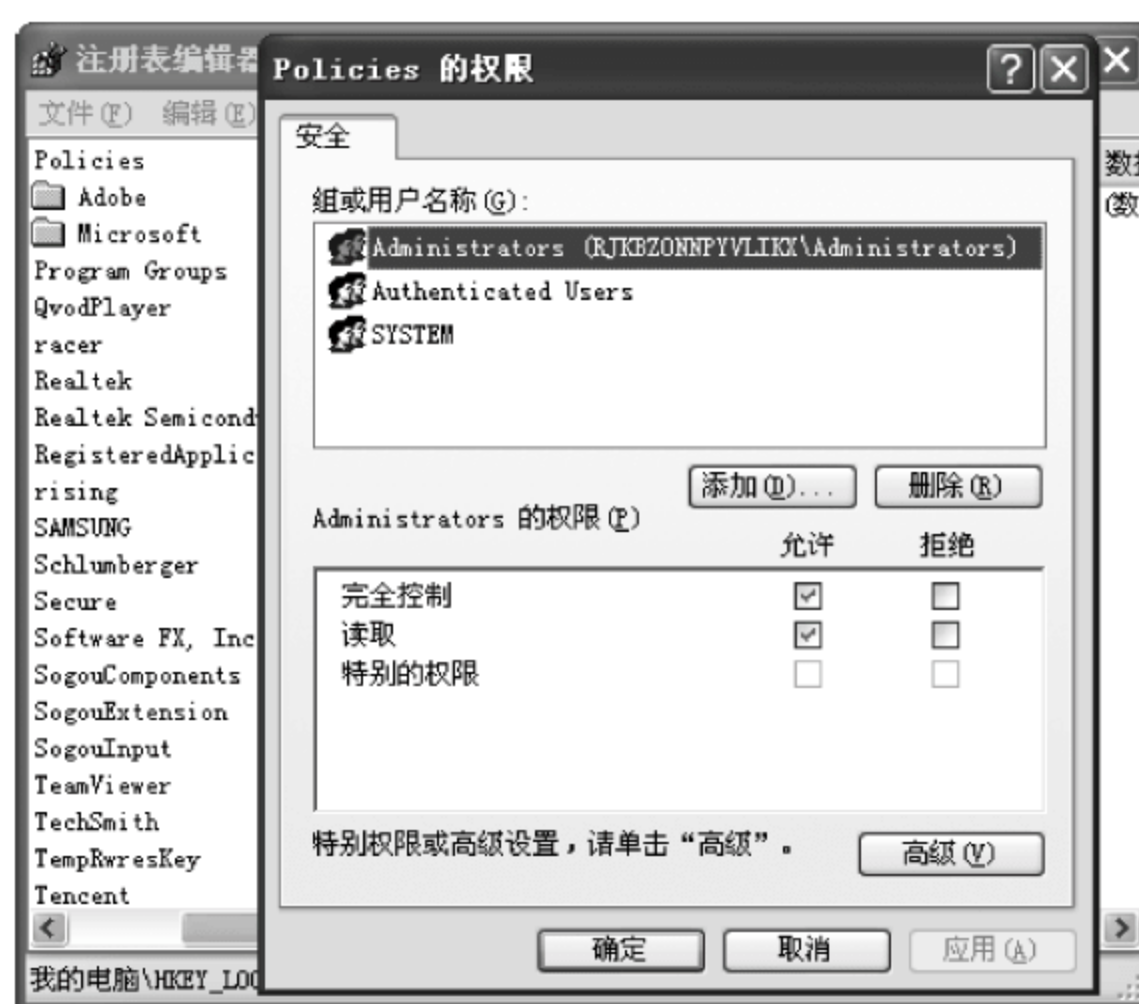 注册表编辑器
文件(F) 编辑(E)
Policies
Adobe
Microsoft
Program Groups
QvodPlayer
racer
Realtek
Realtek Semicond
RegisteredApplic
rising
SAMSUNG
Schlumberger
Secure
Software FX, Inc
SogouComponents
SogouExtension
SogouInput
TeamViewer
TechSmith
TempRwresKey
Tencent
我的电脑\HKEY_LOC
Policies 的权限
安全
组或用户名称(G):
Administrators (RJKBZONNPYVLIKX\Administrators)
Authenticated Users
SYSTEM
添加(D)... 删除(R)
Administrators 的权限(P)
允许 拒绝
完全控制
读取
特别的权限
特别权限或高级设置，请单击“高级”。
高级(V)
确定 取消 应用(A)
数
(数